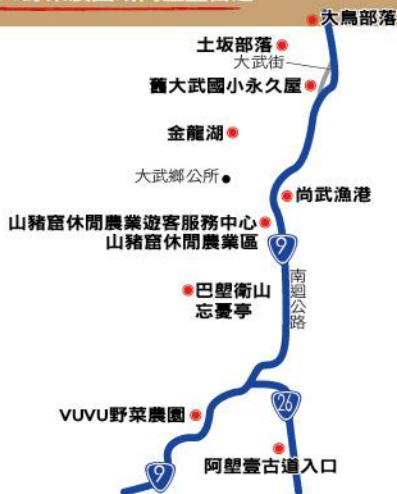 大鳥部落
土坂部落
大武街
舊大武國小永久屋
金龍湖
大武鄉公所
尚武漁港
山豬窟休閒農業遊客服務中心
山豬窟休閒農業區
9
南迴公路
巴塱衛山
忘憂亭
26
VUVU野菜農園
阿塱壹古道入口
9